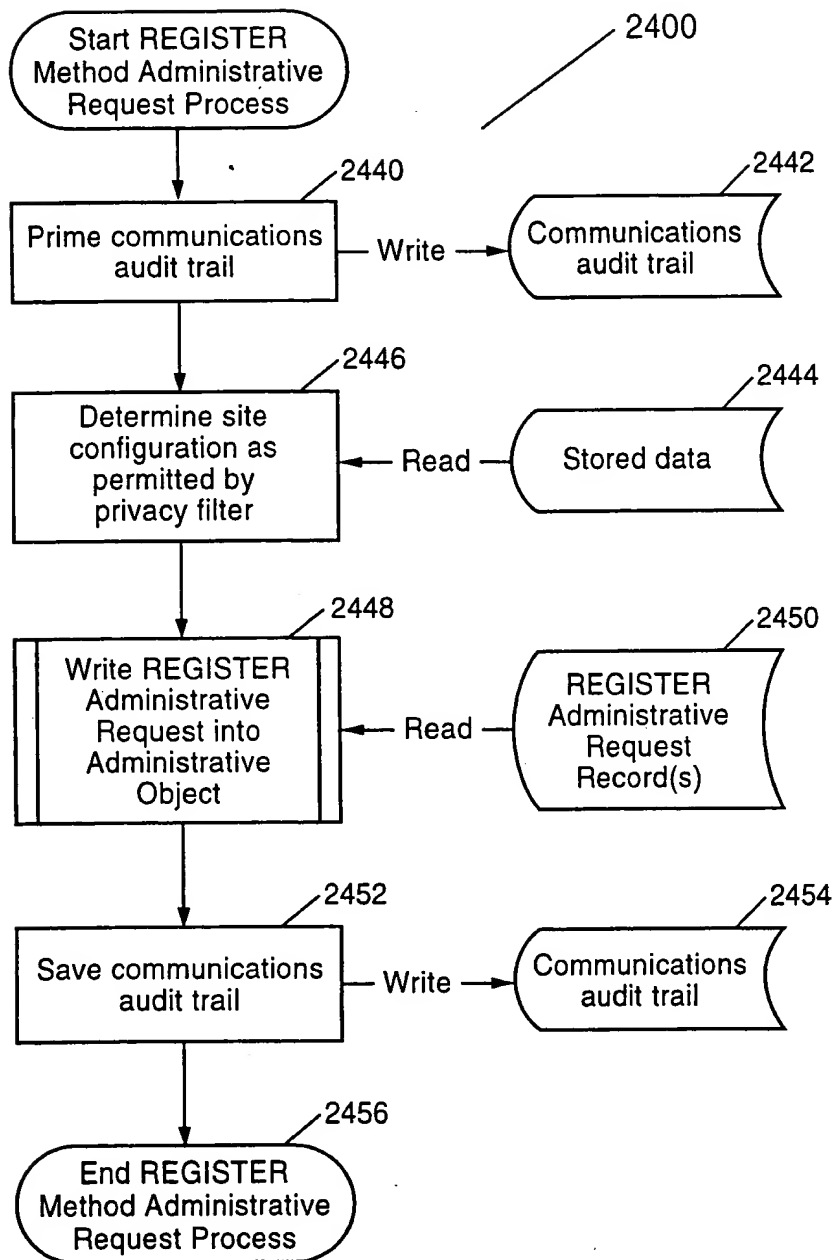 Start REGISTER
Method Administrative
Request Process
2400
2440
Prime communications
audit trail
Write
2442
Communications
audit trail
2446
Determine site
configuration as
permitted by
privacy filter
Read
2444
Stored data
2448
Write REGISTER
Administrative
Request into
Administrative
Object
Read
2450
REGISTER
Administrative
Request
Record(s)
2452
Save communications
audit trail
Write
2454
Communications
audit trail
2456
End REGISTER
Method Administrative
Request Process